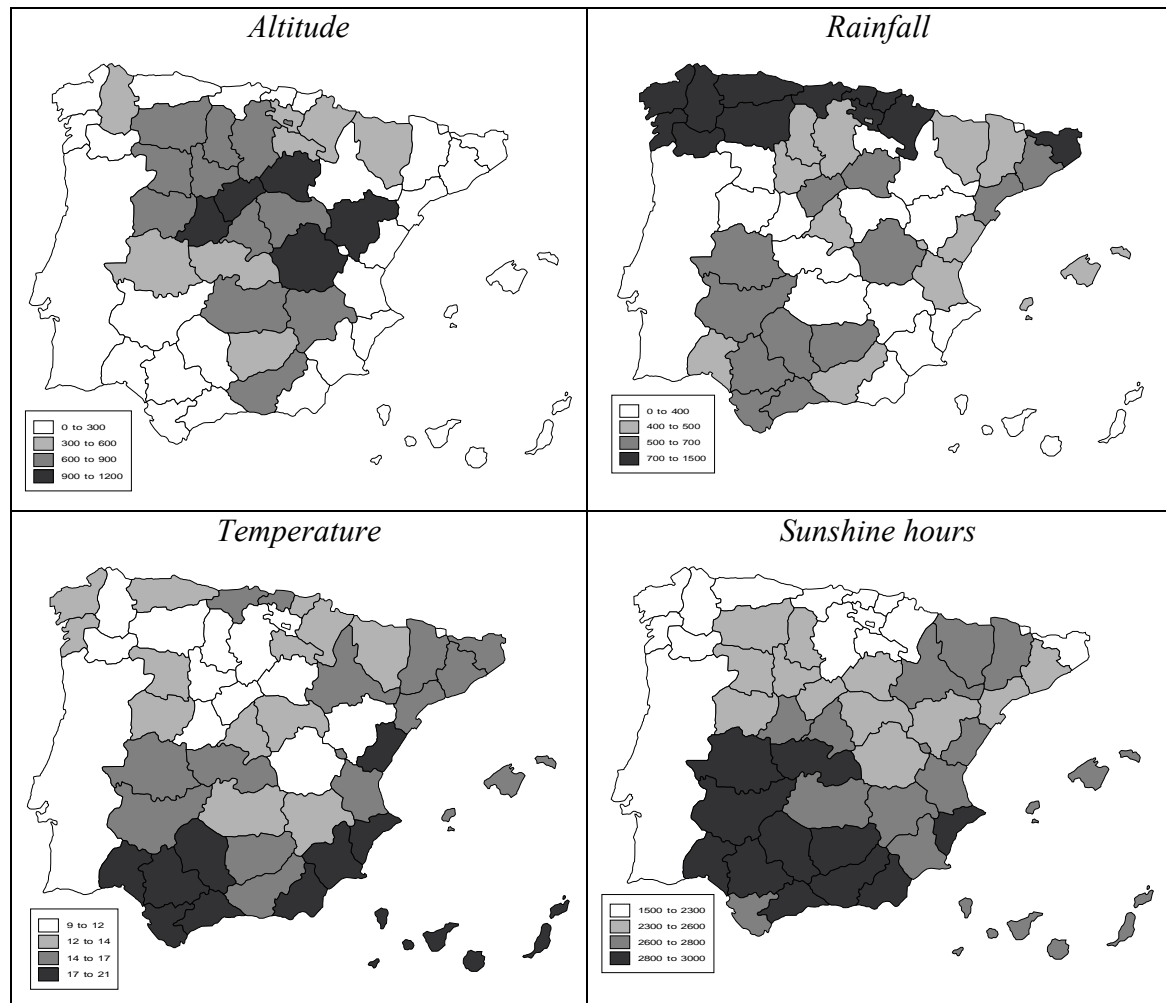 Altitude
0 to 300
300 to 600
600 to 900
900 to 1200
Rainfall
0 to 400
400 to 500
500 to 700
700 to 1500
Temperature
9 to 12
12 to 14
14 to 17
17 to 21
Sunshine hours
1500 to 2300
2300 to 2600
2600 to 2800
2800 to 3000